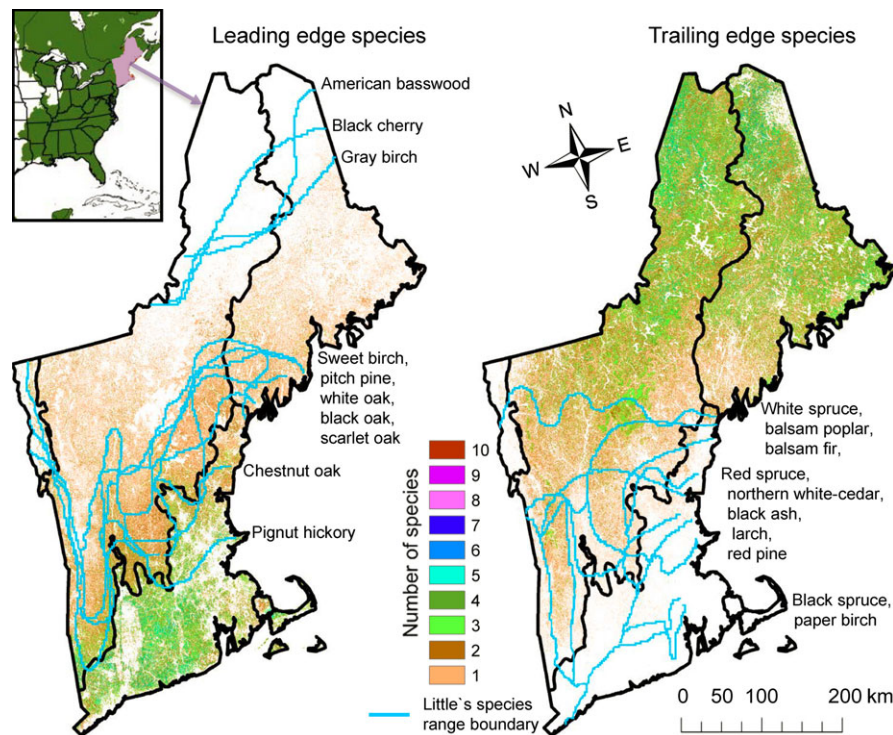 Leading edge species
Trailing edge species
American basswood
Black cherry
Gray birch
N
E
W
S
Sweet birch,
pitch pine,
white oak,
black oak,
scarlet oak
Chestnut oak
Pignut hickory
Number of species
10
9
8
7
6
5
4
3
2
1
Little`s species
range boundary
White spruce,
balsam poplar,
balsam fir,
Red spruce,
northern white-cedar,
black ash,
larch,
red pine
Black spruce,
paper birch
0 50 100 200 km